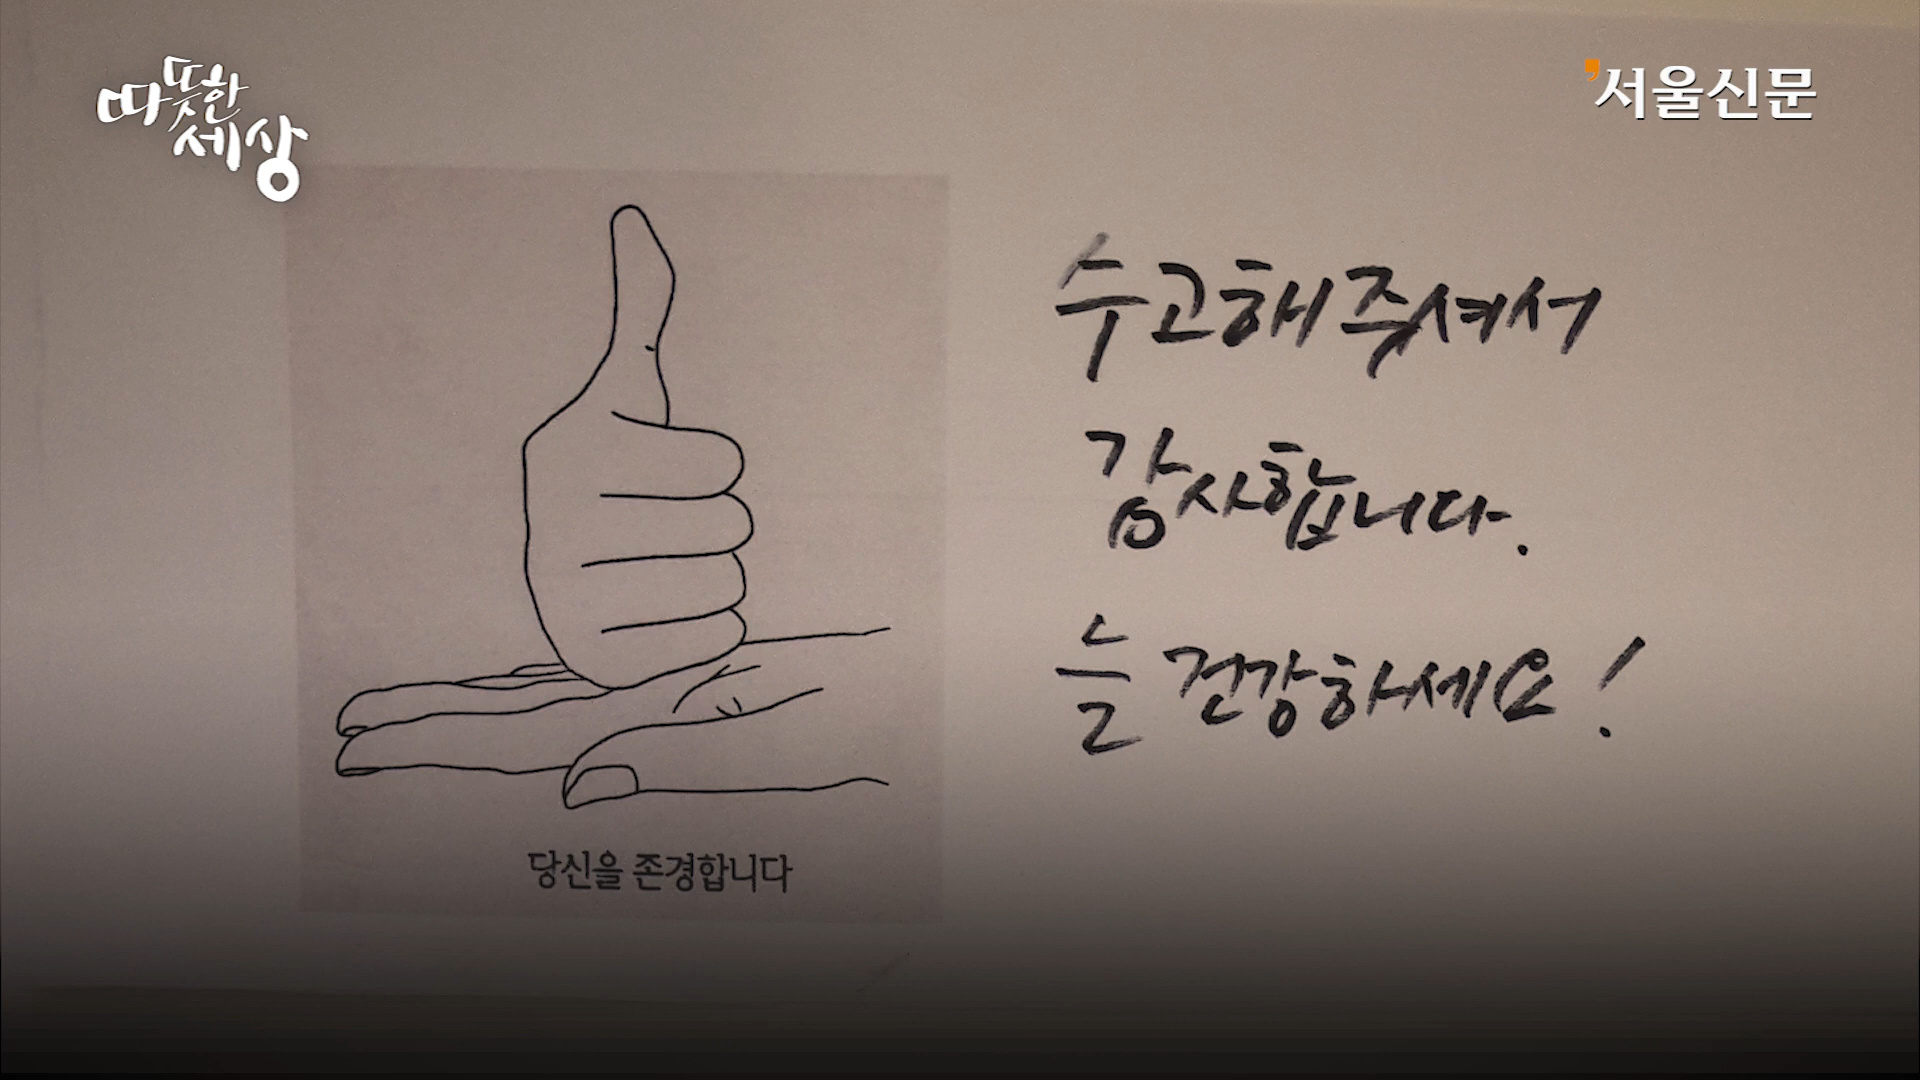 따뜻한
세상
서울신문
수고해주셔서
감사합니다.
늘 건강하세요!
당신을 존경합니다